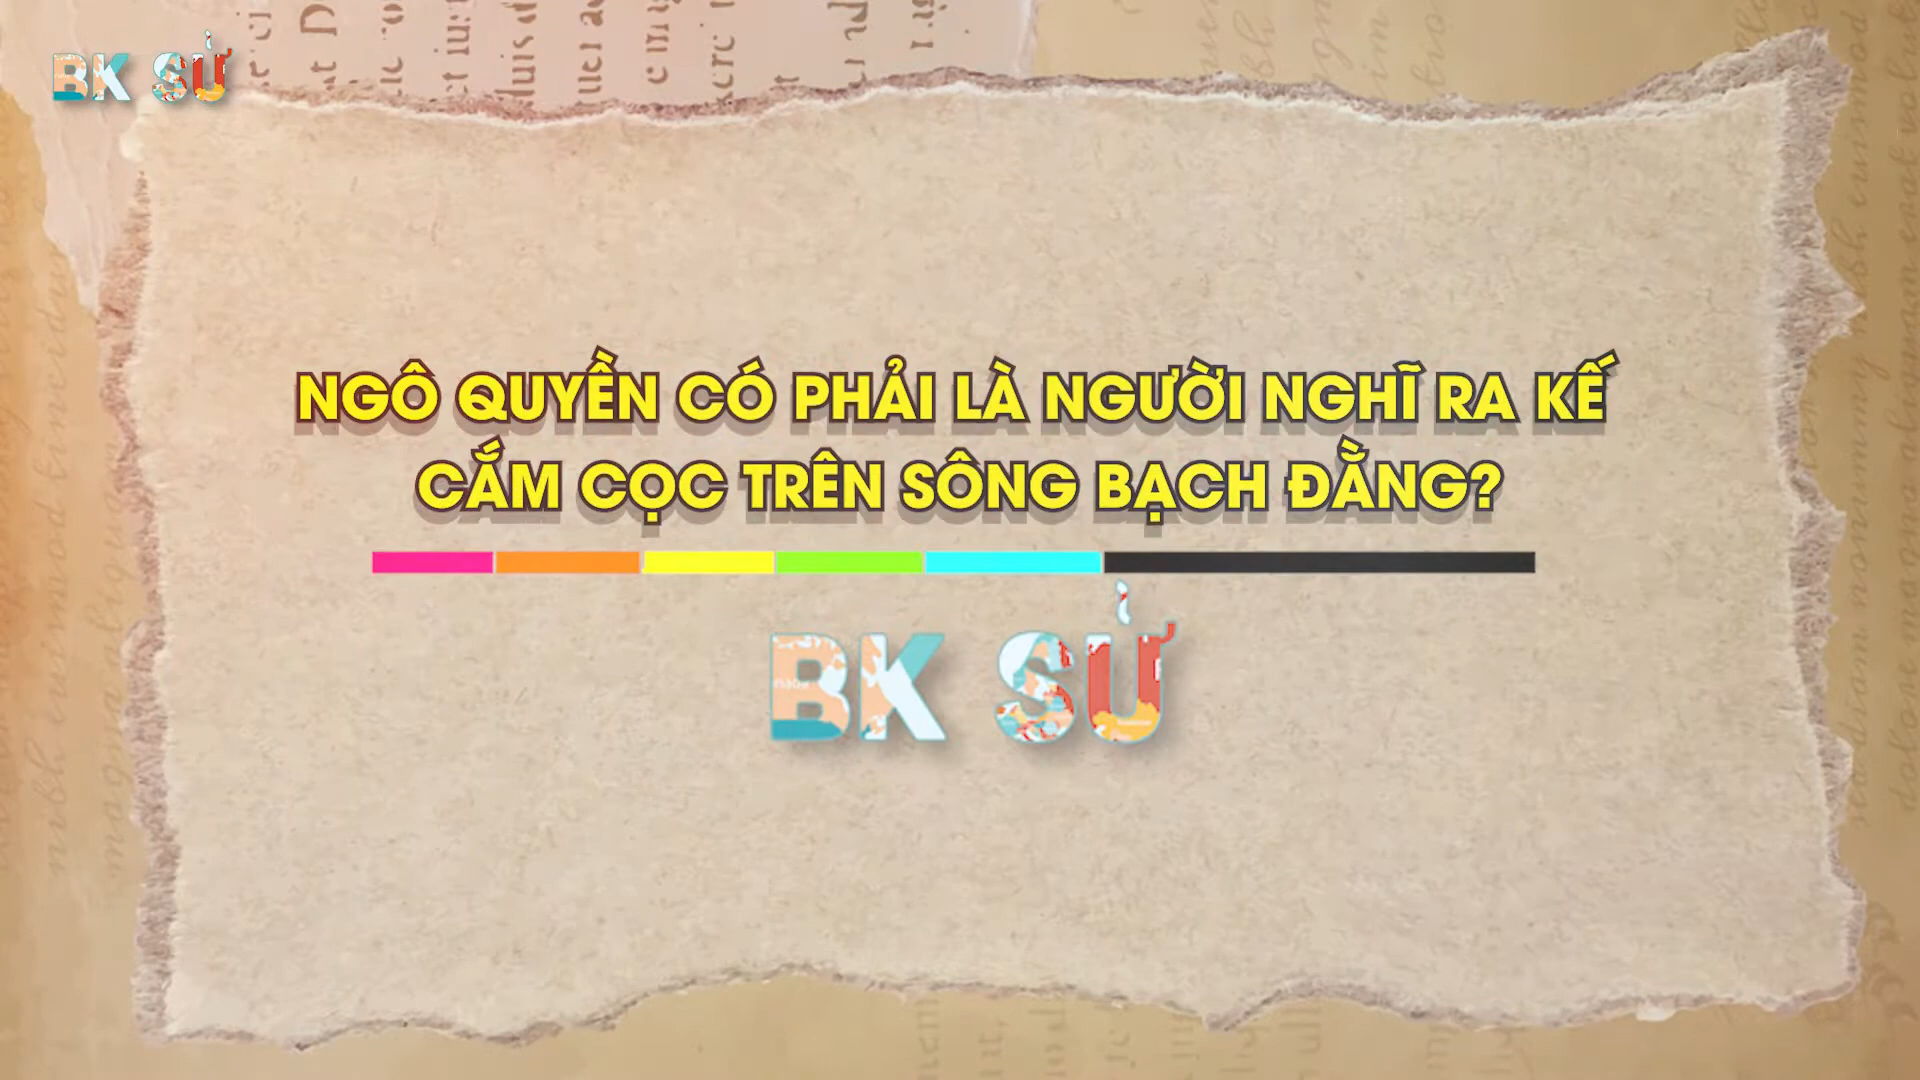 BK SỬ
NGÔ QUYỀN CÓ PHẢI LÀ NGƯỜI NGHĨ RA KẾ
CẮM CỌC TRÊN SÔNG BẠCH ĐẰNG?
BK SỬ